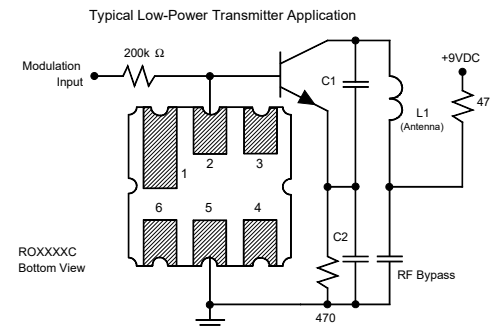 Typical Low-Power Transmitter Application
200k Ω
Modulation
Input
C1
L1
(Antenna)
+9VDC
47
1
2
3
6
5
4
ROXXXXC
Bottom View
C2
RF Bypass
470